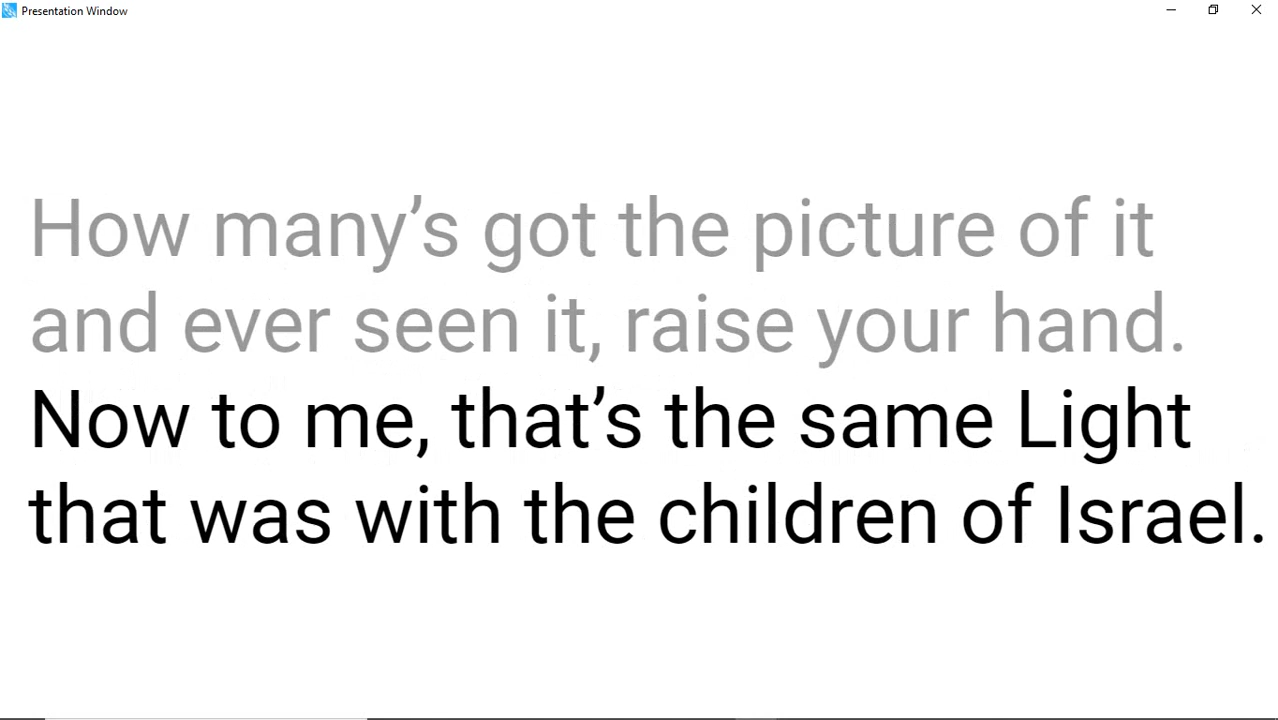 Presentation Window
How many’s got the picture of it
and ever seen it, raise your hand.
Now to me, that’s the same Light
that was with the children of Israel.